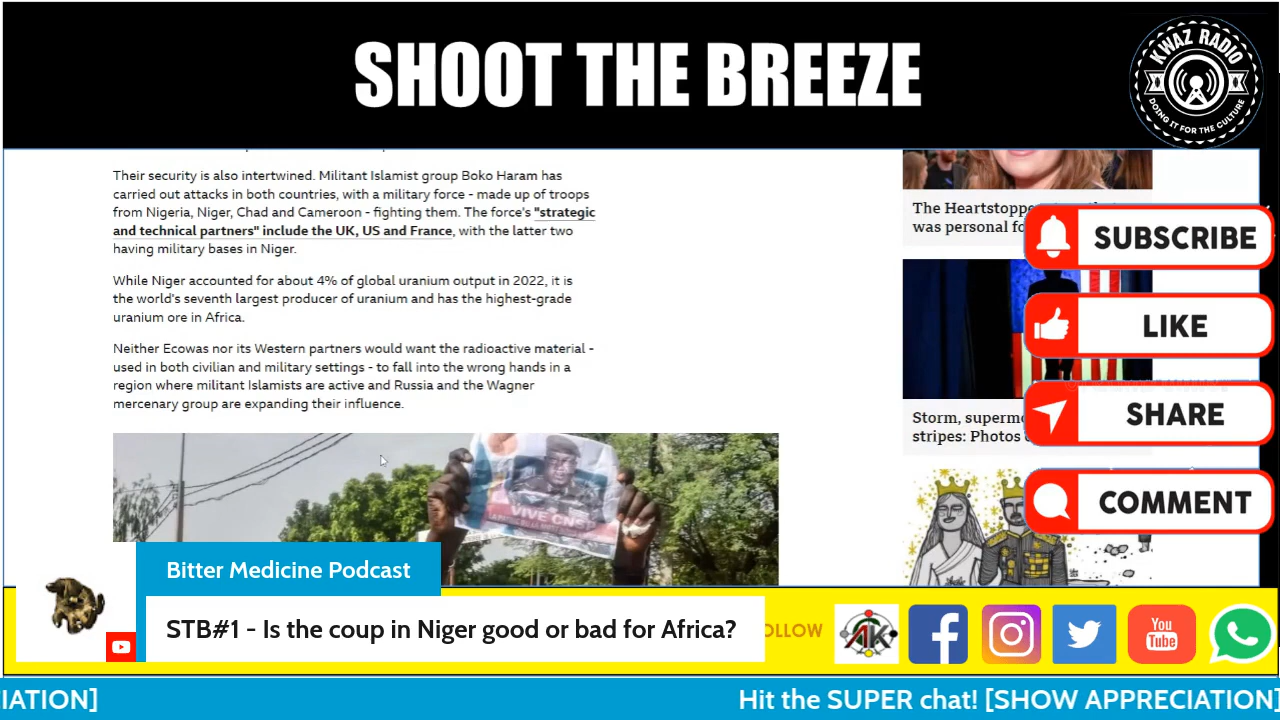 SHOOT THE BREEZE
KIWAZ RADIO
DOING IT FOR THE CULTURE
Their security is also intertwined. Militant Islamist group Boko Haram has
carried out attacks in both countries, with a military force - made up of troops
from Nigeria, Niger, Chad and Cameroon - fighting them. The force's "strategic
and technical partners" include the UK, US and France, with the latter two
having military bases in Niger.
While Niger accounted for about 4% of global uranium output in 2022, it is
the world's seventh largest producer of uranium and has the highest-grade
uranium ore in Africa.
Neither Ecowas nor its Western partners would want the radioactive material -
used in both civilian and military settings - to fall into the wrong hands in a
region where militant Islamists are active and Russia and the Wagner
mercenary group are expanding their influence.
VIVE CNSP
The Heartstoppe
was personal fo
Storm, supermo
stripes: Photos
SUBSCRIBE
LIKE
SHARE
COMMENT
Bitter Medicine Podcast
STB#1 - Is the coup in Niger good or bad for Africa?
OLLOW
AK
You
Tube
IATION]
Hit the SUPER chat! [SHOW APPRECIATION]